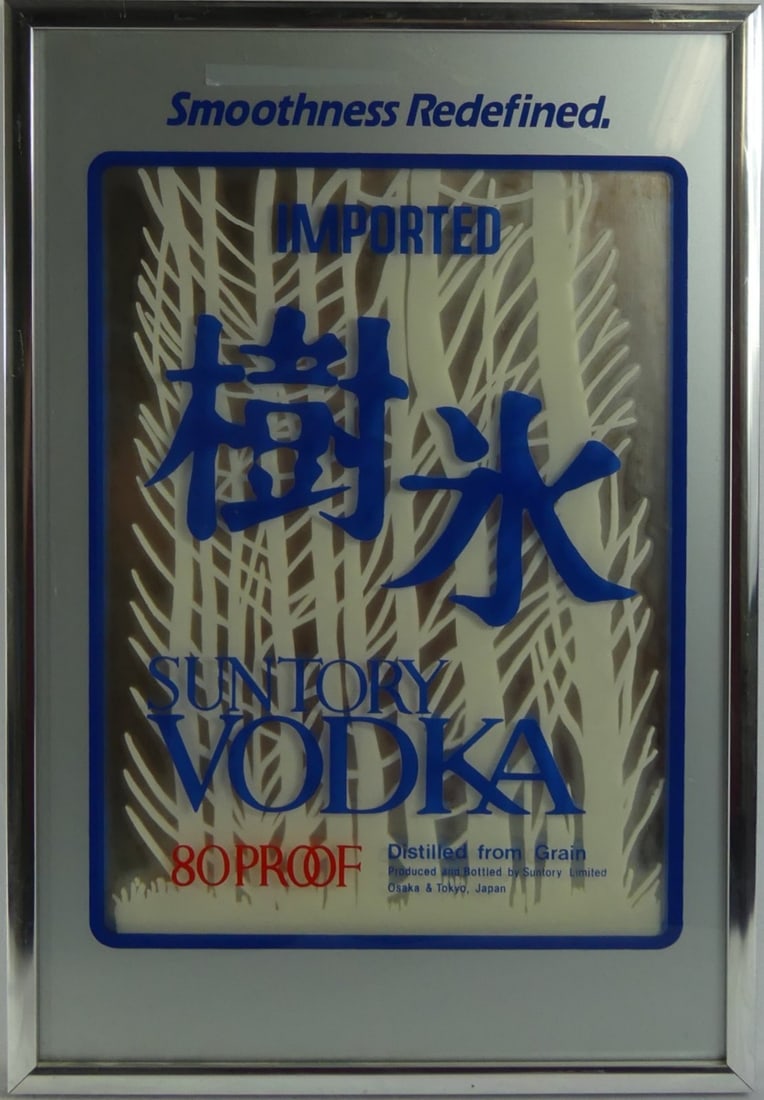 Smoothness Redefined.
IMPORTED
樹氷
SUNTORY
VODKA
80 PROOF
Distilled from Grain
Produced and Bottled by Suntory Limited
Osaka & Tokyo, Japan